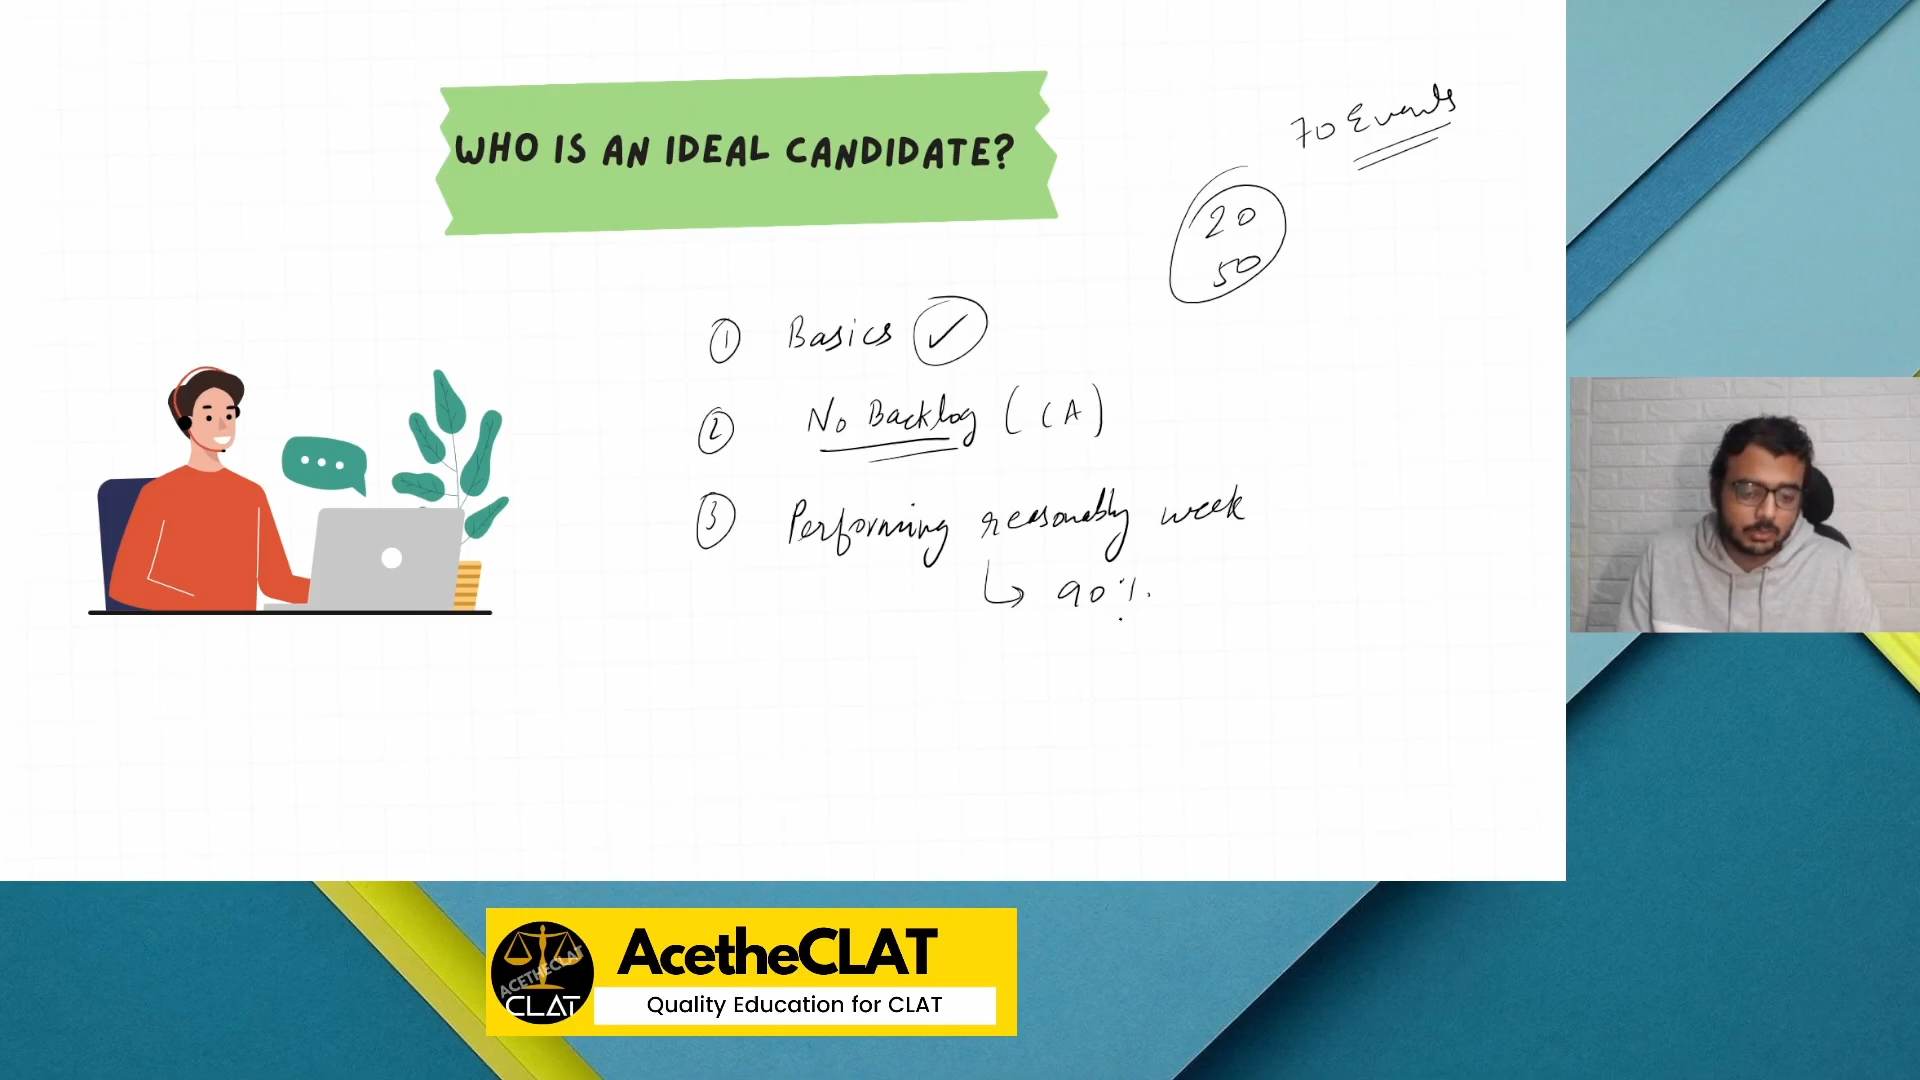 WHO IS AN IDEAL CANDIDATE?
70 Events
20
50
1 Basics ✓
2 No Backlog (CA)
3 Performing reasonably week
90%.
AcetheCLAT
Quality Education for CLAT
ACETHECLAT
CLAT